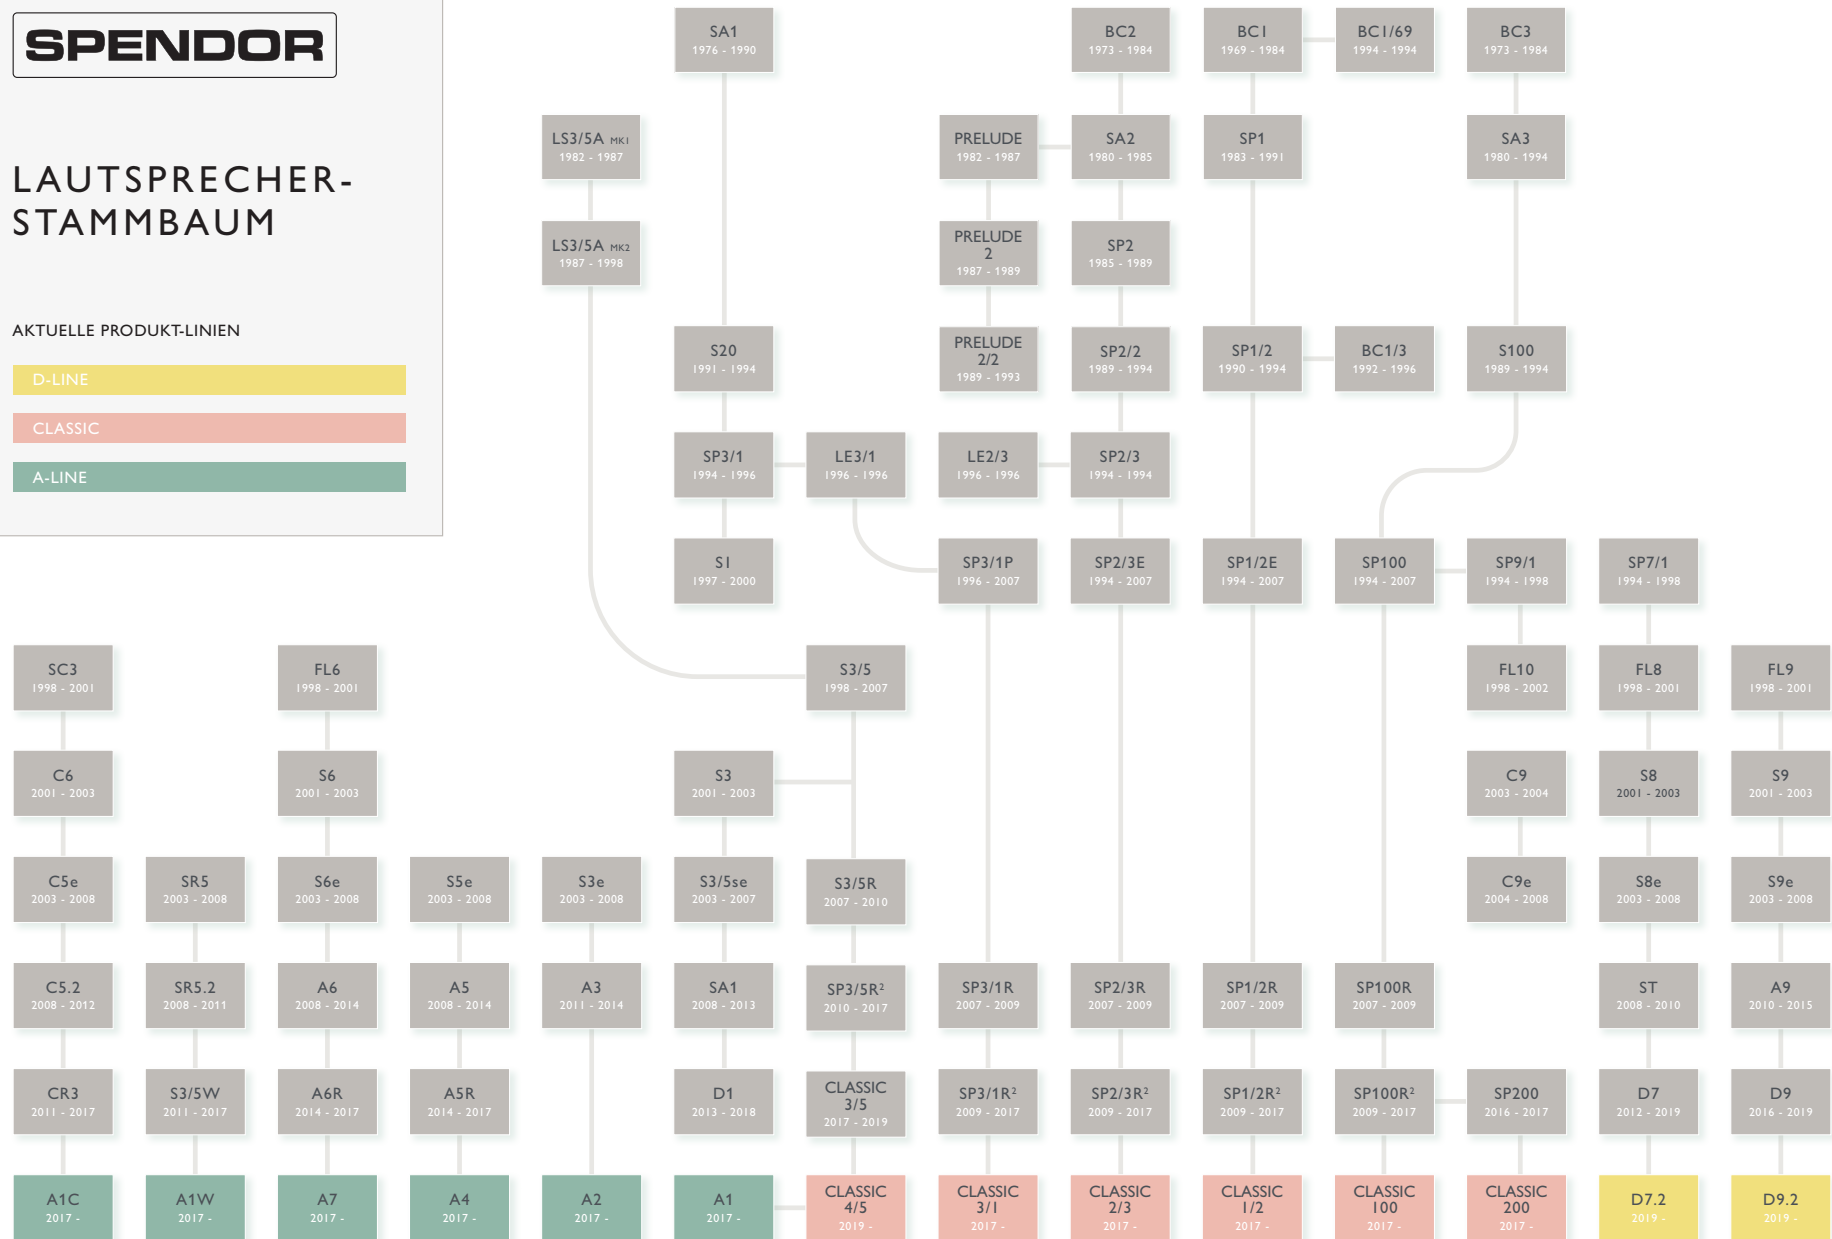 SPENDOR
LAUTSPRECHER-
STAMMBAUM
AKTUELLE PRODUKT-LINIEN
D-LINE
CLASSIC
A-LINE
SA1
1976 - 1990
BC2
1973 - 1984
BC1
1969 - 1984
BC1/69
1994 - 1994
BC3
1973 - 1984
LS3/5A MK1
1982 - 1987
PRELUDE
1982 - 1987
SA2
1980 - 1985
SP1
1983 - 1991
SA3
1980 - 1994
LS3/5A MK2
1987 - 1998
PRELUDE
2
1987 - 1989
SP2
1985 - 1989
S20
1991 - 1994
PRELUDE
2/2
1989 - 1993
SP2/2
1989 - 1994
SP1/2
1990 - 1994
BC1/3
1992 - 1996
S100
1989 - 1994
SP3/1
1994 - 1996
LE3/1
1996 - 1996
LE2/3
1996 - 1996
SP2/3
1994 - 1994
S1
1997 - 2000
SP3/1P
1996 - 2007
SP2/3E
1994 - 2007
SP1/2E
1994 - 2007
SP100
1994 - 2007
SP9/1
1994 - 1998
SP7/1
1994 - 1998
SC3
1998 - 2001
FL6
1998 - 2001
S3/5
1998 - 2007
FL10
1998 - 2002
FL8
1998 - 2001
FL9
1998 - 2001
C6
2001 - 2003
S6
2001 - 2003
S3
2001 - 2003
C9
2003 - 2004
S8
2001 - 2003
S9
2001 - 2003
C5e
2003 - 2008
SR5
2003 - 2008
S6e
2003 - 2008
S5e
2003 - 2008
S3e
2003 - 2008
S3/5se
2003 - 2007
S3/5R
2007 - 2010
C9e
2004 - 2008
S8e
2003 - 2008
S9e
2003 - 2008
C5.2
2008 - 2012
SR5.2
2008 - 2011
A6
2008 - 2014
A5
2008 - 2014
A3
2011 - 2014
SA1
2008 - 2013
SP3/5R²
2010 - 2017
SP3/1R
2007 - 2009
SP2/3R
2007 - 2009
SP1/2R
2007 - 2009
SP100R
2007 - 2009
ST
2008 - 2010
A9
2010 - 2015
CR3
2011 - 2017
S3/5W
2011 - 2017
A6R
2014 - 2017
A5R
2014 - 2017
D1
2013 - 2018
CLASSIC
3/5
2017 - 2019
SP3/1R²
2009 - 2017
SP2/3R²
2009 - 2017
SP1/2R²
2009 - 2017
SP100R²
2009 - 2017
SP200
2016 - 2017
D7
2012 - 2019
D9
2016 - 2019
A1C
2017 -
A1W
2017 -
A7
2017 -
A4
2017 -
A2
2017 -
A1
2017 -
CLASSIC
4/5
2019 -
CLASSIC
3/1
2017 -
CLASSIC
2/3
2017 -
CLASSIC
1/2
2017 -
CLASSIC
100
2017 -
CLASSIC
200
2017 -
D7.2
2019 -
D9.2
2019 -